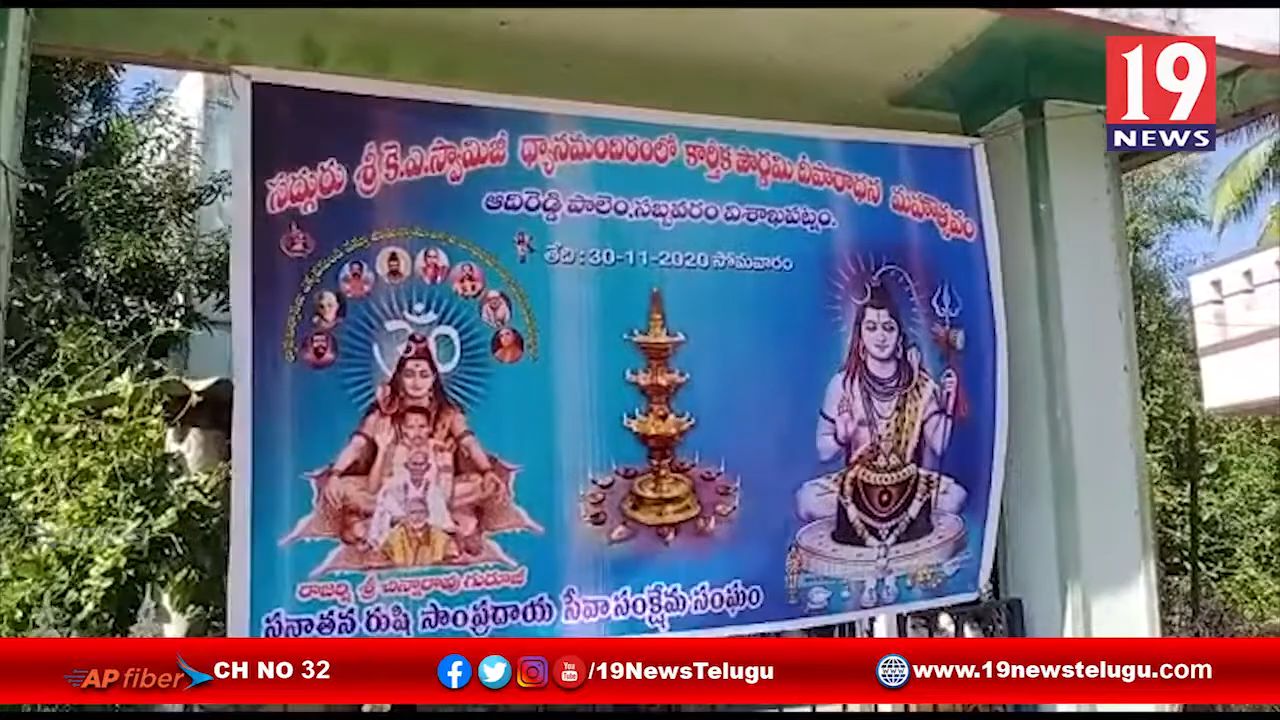 19
NEWS
సద్గురు శ్రీ కె.ఎ.స్వామిజీ ధ్యానమందిరంలో కార్తీక పౌర్ణమి దీపారాధన మహోత్సవం
ఆదిరెడ్డి పాలెం.సబ్బవరం విశాఖపట్నం.
తేది : 30-11-2020 సోమవారం
రాజర్షి శ్రీ చిన్నారావు గురూజీ
సనాతన రుషి సాంప్రదాయ సేవా సంక్షేమ సంఘం
AP fiber CH NO 32 /19NewsTelugu www.19newstelugu.com